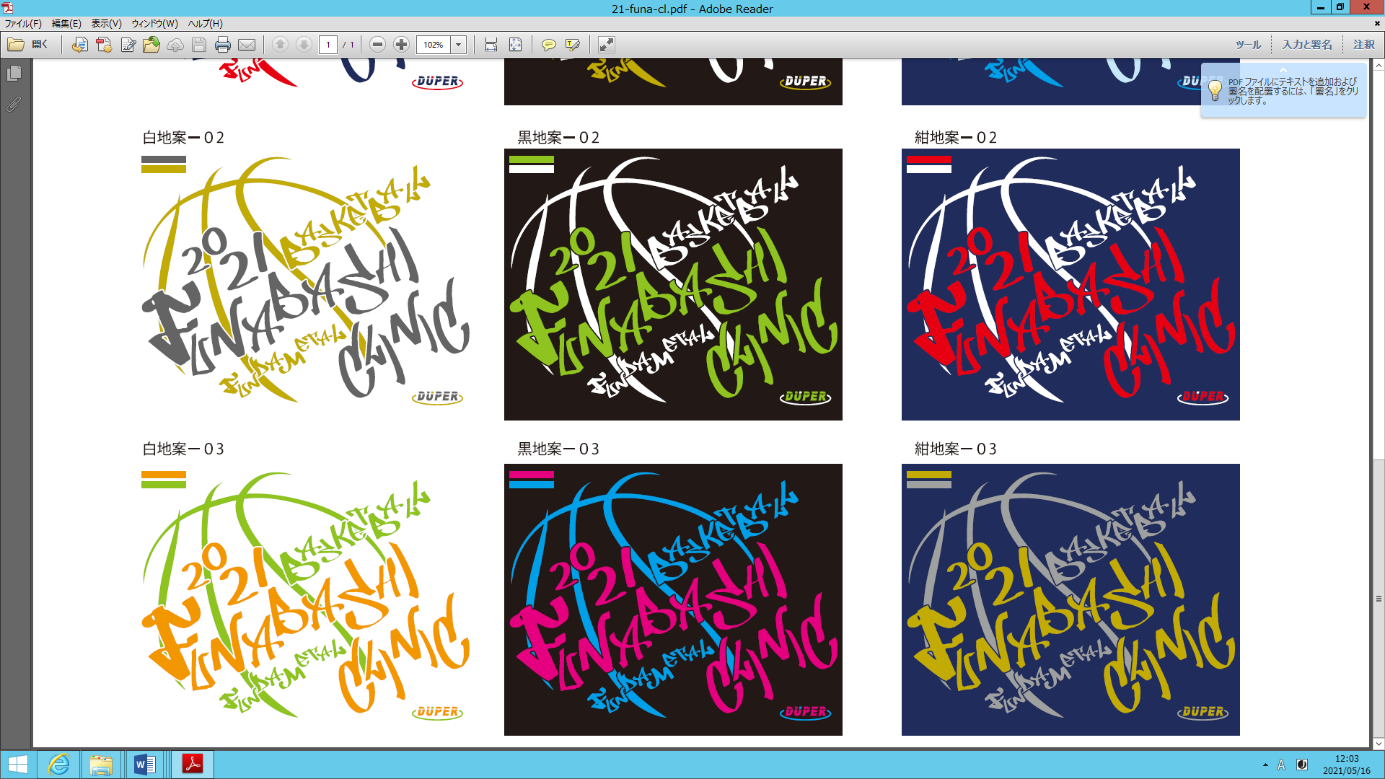 21-funa-cl.pdf - Adobe Reader
ファイル(F) 編集(E) 表示(V) ウィンドウ(W) ヘルプ(H)
開く 1 / 1 102% ツール 入力と署名 注釈
PDF ファイルにテキストを追加および
署名を配置するには、「署名」をクリ
ックします。
DUPER
DUPER
DUPER
白地案ー０２
黒地案ー０２
紺地案ー０２
BASKETBALL
2021
FUNABASHI
CLINIC
FUNDAMETAL
DUPER
BASKETBALL
2021
FUNABASHI
CLINIC
FUNDAMETAL
DUPER
BASKETBALL
2021
FUNABASHI
CLINIC
FUNDAMETAL
DUPER
白地案ー０３
黒地案ー０３
紺地案ー０３
BASKETBALL
2021
FUNABASHI
CLINIC
FUNDAMETAL
DUPER
BASKETBALL
2021
FUNABASHI
CLINIC
FUNDAMETAL
DUPER
BASKETBALL
2021
FUNABASHI
CLINIC
FUNDAMETAL
DUPER
A
12:03
2021/05/16